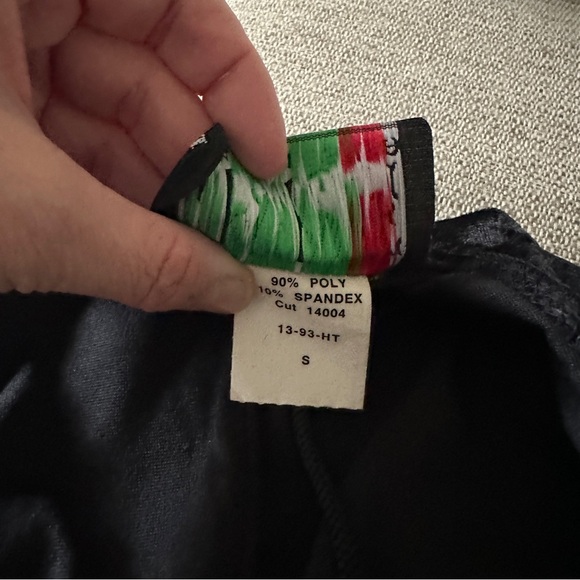 90% POLY
10% SPANDEX
Cut 14004
13-93-HT
S